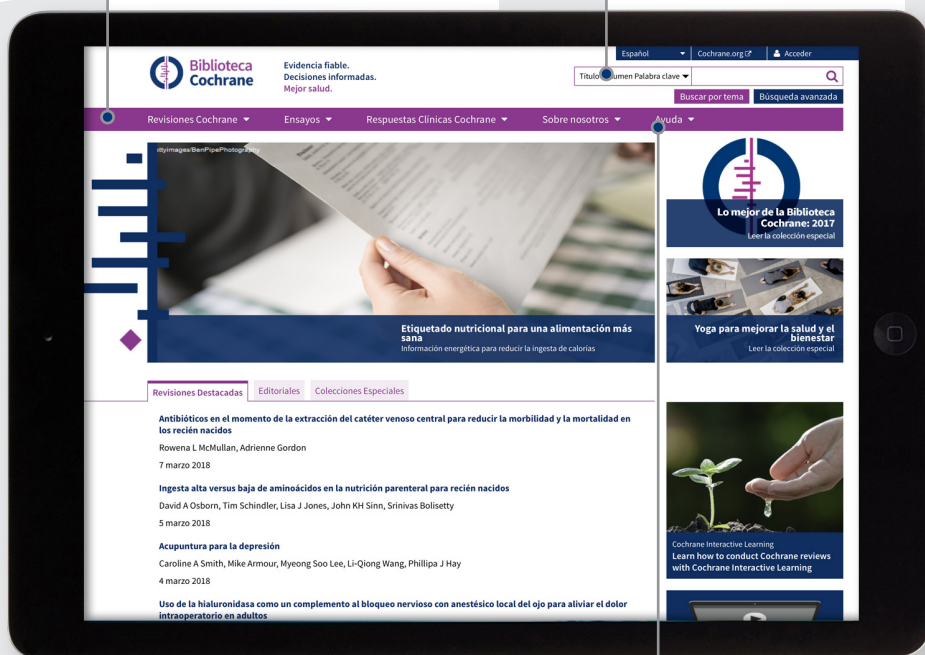 Español
Cochrane.org
Acceder
Biblioteca
Cochrane
Evidencia fiable.
Decisiones informadas.
Mejor salud.
Título umen Palabra clave
Buscar por tema
Búsqueda avanzada
Revisiones Cochrane
Ensayos
Respuestas Clínicas Cochrane
Sobre nosotros
Ayuda
ttyimages/BenPipePhotography
Etiquetado nutricional para una alimentación más
sana
Información energética para reducir la ingesta de calorías
Lo mejor de la Biblioteca
Cochrane: 2017
Leer la colección especial
Yoga para mejorar la salud y el
bienestar
Leer la colección especial
Revisiones Destacadas
Editoriales
Colecciones Especiales
Antibióticos en el momento de la extracción del catéter venoso central para reducir la morbilidad y la mortalidad en
los recién nacidos
Rowena L McMullan, Adrienne Gordon
7 marzo 2018
Ingesta alta versus baja de aminoácidos en la nutrición parenteral para recién nacidos
David A Osborn, Tim Schindler, Lisa J Jones, John KH Sinn, Srinivas Bolisetty
5 marzo 2018
Acupuntura para la depresión
Caroline A Smith, Mike Armour, Myeong Soo Lee, Li-Qiong Wang, Phillipa J Hay
4 marzo 2018
Uso de la hialuronidasa como un complemento al bloqueo nervioso con anestésico local del ojo para aliviar el dolor
intraoperatorio en adultos
Cochrane Interactive Learning
Learn how to conduct Cochrane reviews
with Cochrane Interactive Learning